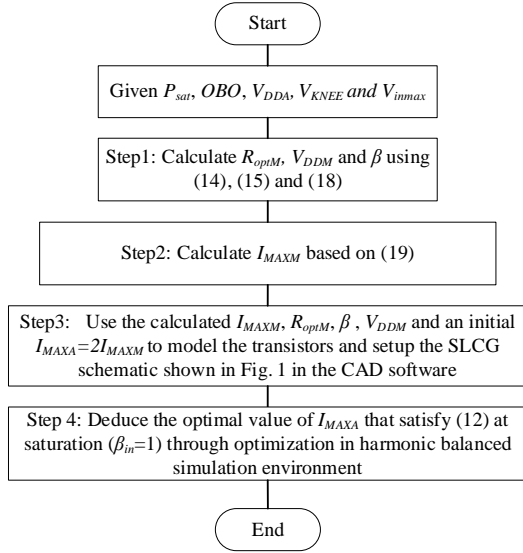 Start
Given Psat, OBO, VDDA, VKNEE and Vinmax
Step1: Calculate RoptM, VDDM and β using
(14), (15) and (18)
Step2: Calculate IMAXM based on (19)
Step3: Use the calculated IMAXM, RoptM, β , VDDM and an initial
IMAXA=2IMAXM to model the transistors and setup the SLCG
schematic shown in Fig. 1 in the CAD software
Step 4: Deduce the optimal value of IMAXA that satisfy (12) at
saturation (βin=1) through optimization in harmonic balanced
simulation environment
End